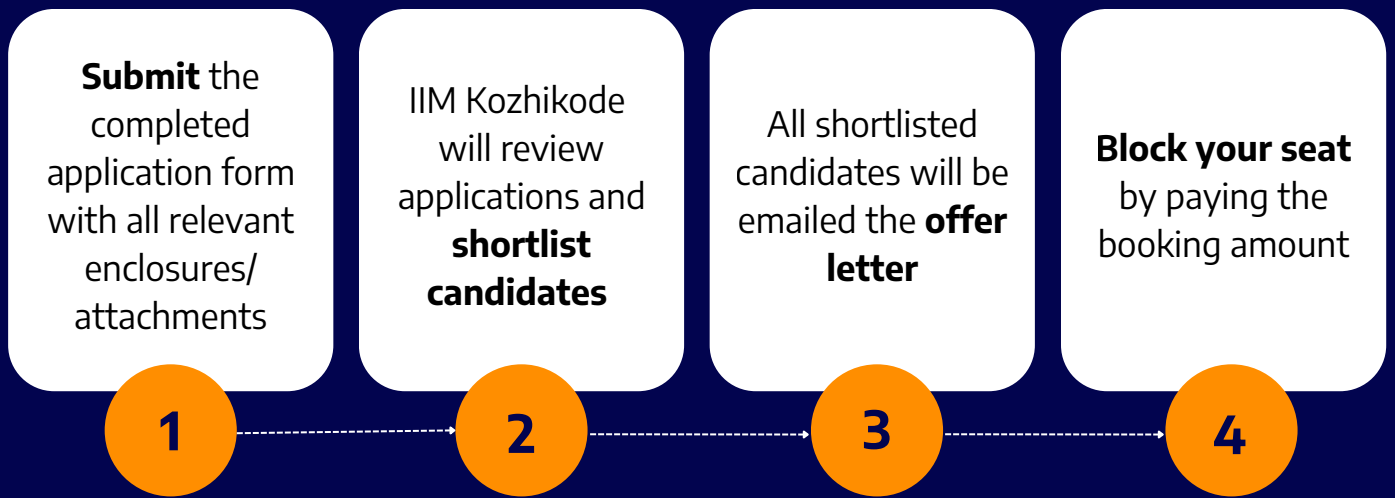 Submit the
completed
application form
with all relevant
enclosures/
attachments
1
IIM Kozhikode
will review
applications and
shortlist
candidates
2
All shortlisted
candidates will be
emailed the offer
letter
3
Block your seat
by paying the
booking amount
4